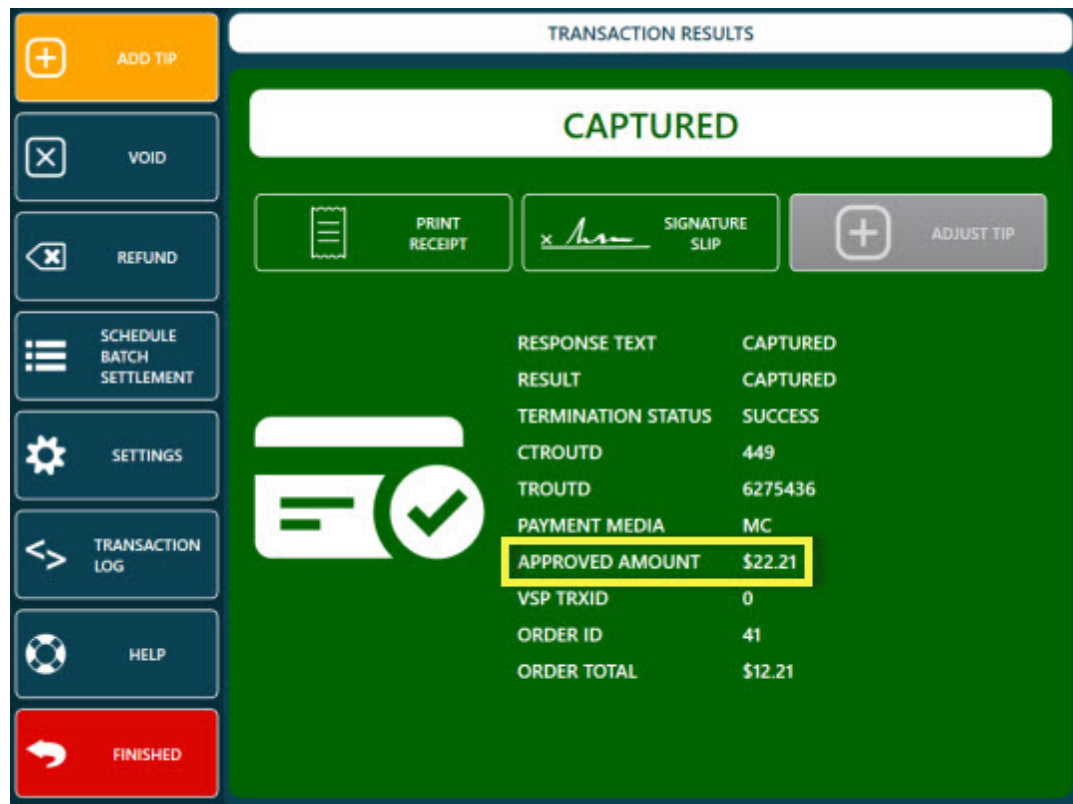 ADD TIP
VOID
REFUND
SCHEDULE
BATCH
SETTLEMENT
SETTINGS
TRANSACTION
LOG
HELP
FINISHED
TRANSACTION RESULTS
CAPTURED
PRINT
RECEIPT
SIGNATURE
SLIP
ADJUST TIP
RESPONSE TEXT CAPTURED
RESULT CAPTURED
TERMINATION STATUS SUCCESS
CTROUTD 449
TROUTD 6275436
PAYMENT MEDIA MC
APPROVED AMOUNT $22.21
VSP TRXID 0
ORDER ID 41
ORDER TOTAL $12.21